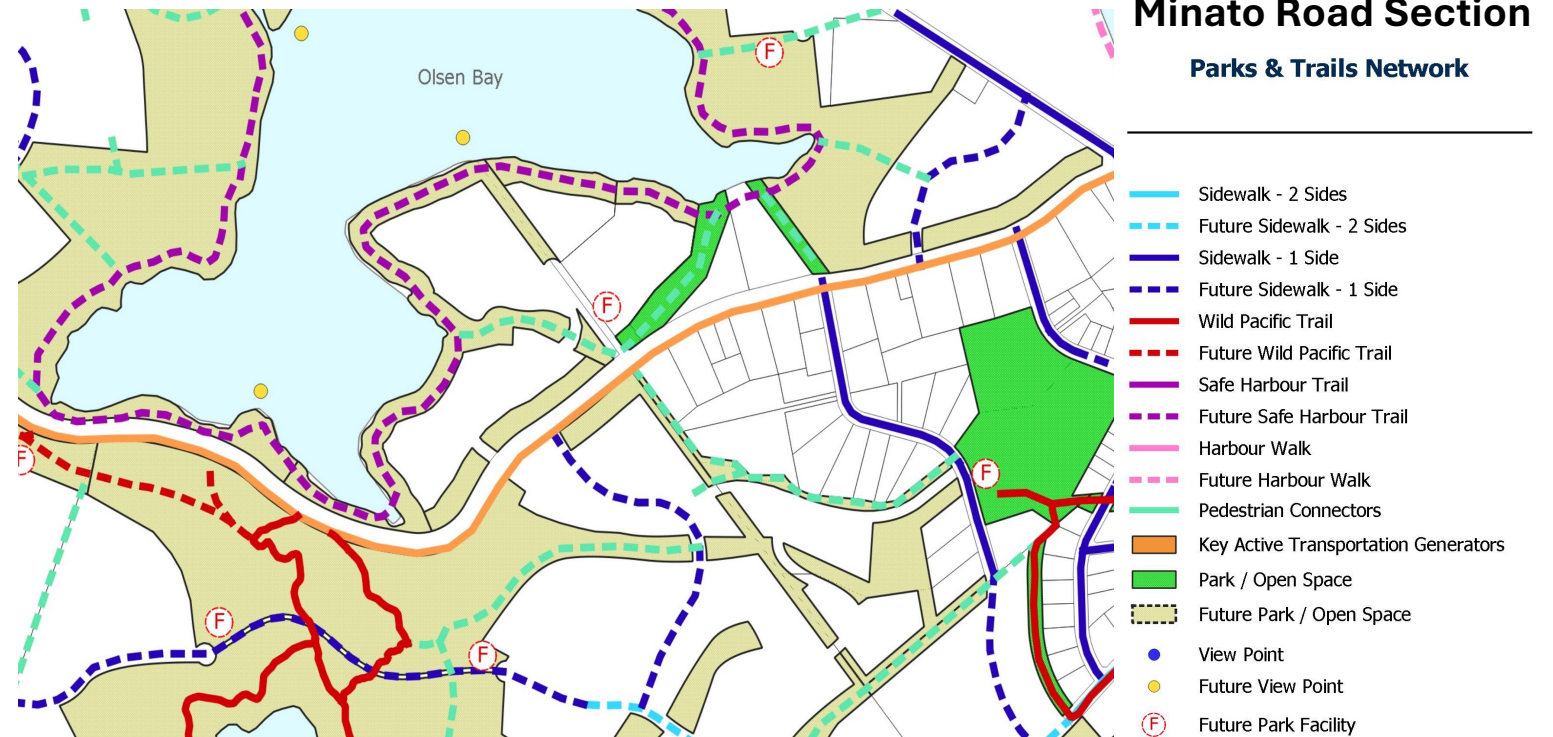 Minato Road Section
Parks & Trails Network
Olsen Bay
F
F
F
F
F
F
Sidewalk - 2 Sides
Future Sidewalk - 2 Sides
Sidewalk - 1 Side
Future Sidewalk - 1 Side
Wild Pacific Trail
Future Wild Pacific Trail
Safe Harbour Trail
Future Safe Harbour Trail
Harbour Walk
Future Harbour Walk
Pedestrian Connectors
Key Active Transportation Generators
Park / Open Space
Future Park / Open Space
View Point
Future View Point
F Future Park Facility